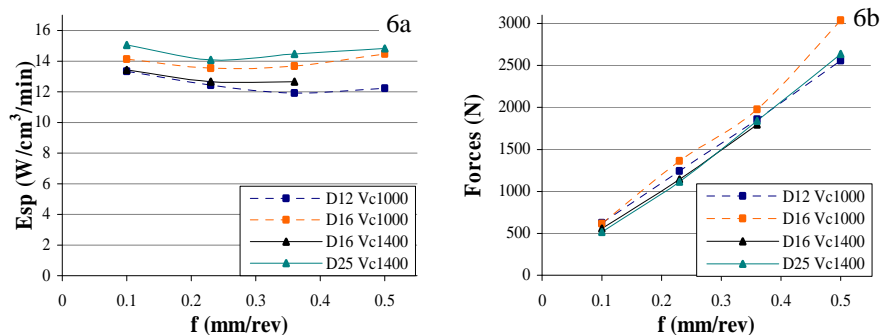 6a
Esp (W/cm³/min)
16
14
12
10
8
6
4
2
0
0 0.1 0.2 0.3 0.4 0.5
f (mm/rev)
D12 Vc1000
D16 Vc1000
D16 Vc1400
D25 Vc1400
6b
Forces (N)
3000
2500
2000
1500
1000
500
0
0 0.1 0.2 0.3 0.4 0.5
f (mm/rev)
D12 Vc1000
D16 Vc1000
D16 Vc1400
D25 Vc1400